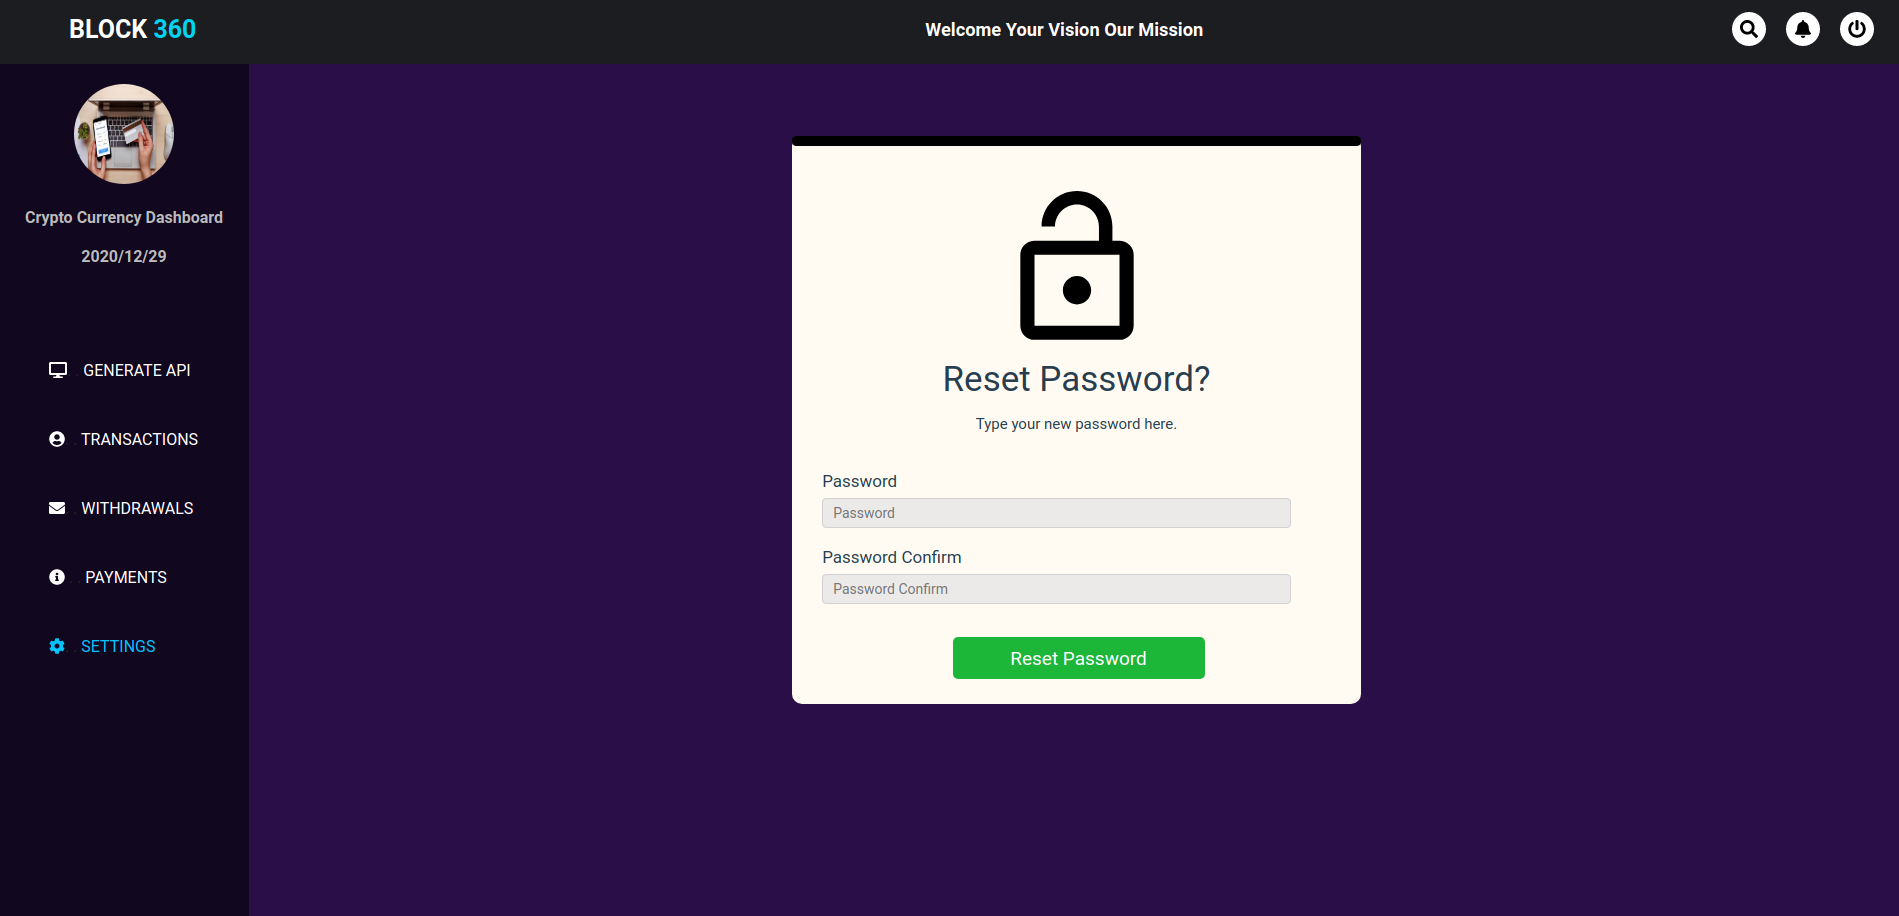 BLOCK 360
Welcome Your Vision Our Mission
Crypto Currency Dashboard
2020/12/29
GENERATE API
TRANSACTIONS
WITHDRAWALS
PAYMENTS
SETTINGS
Reset Password?
Type your new password here.
Password
Password
Password Confirm
Password Confirm
Reset Password